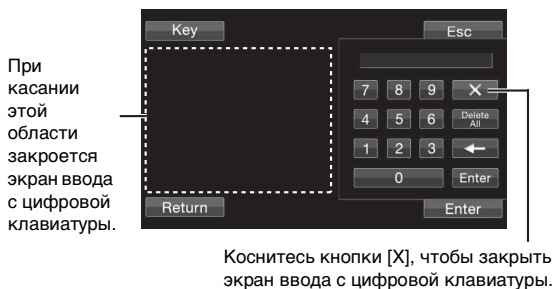 Key
Esc
При
касании
этой
области
закроется
экран ввода
с цифровой
клавиатуры.
7 8 9 X
4 5 6 Delete All
1 2 3 ←
0 Enter
Return
Enter
Коснитесь кнопки [X], чтобы закрыть
экран ввода с цифровой клавиатуры.